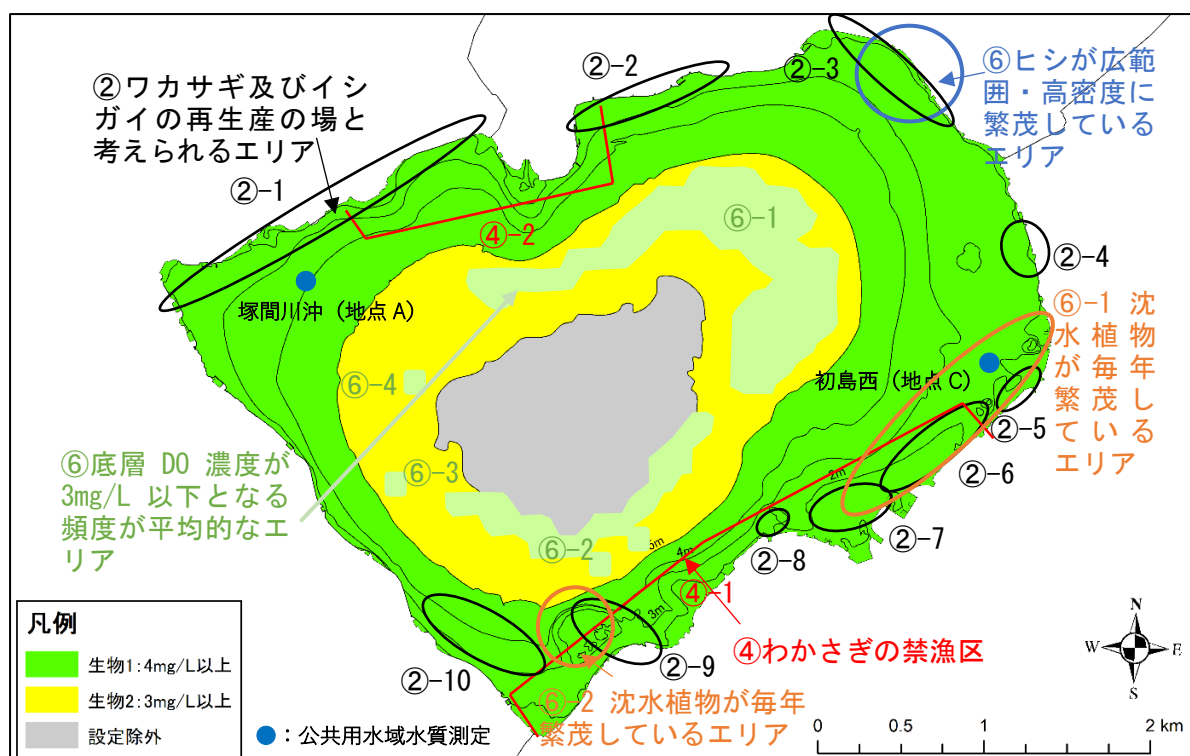 ②ワカサギ及びイシ
ガイの再生産の場と
考えられるエリア
②-1
②-2
②-3
⑥ヒシが広範
囲・高密度に
繁茂している
エリア
④-2
⑥-1
②-4
塚間川沖（地点 A）
⑥-1 沈
水植物
が毎年
繁茂し
ている
エリア
初島西（地点 C）
⑥-4
②-5
②-6
⑥-3
⑥底層 DO 濃度が
3mg/L 以下となる
頻度が平均的なエ
リア
2m
②-7
②-8
⑥-2
5m
4m
④-1
3m
④わかさぎの禁漁区
②-9
②-10
⑥-2 沈水植物が毎年
繁茂しているエリア
凡例
生物1:4mg/L以上
生物2:3mg/L以上
設定除外
：公共用水域水質測定
N
W
E
S
0 0.5 1 2 km